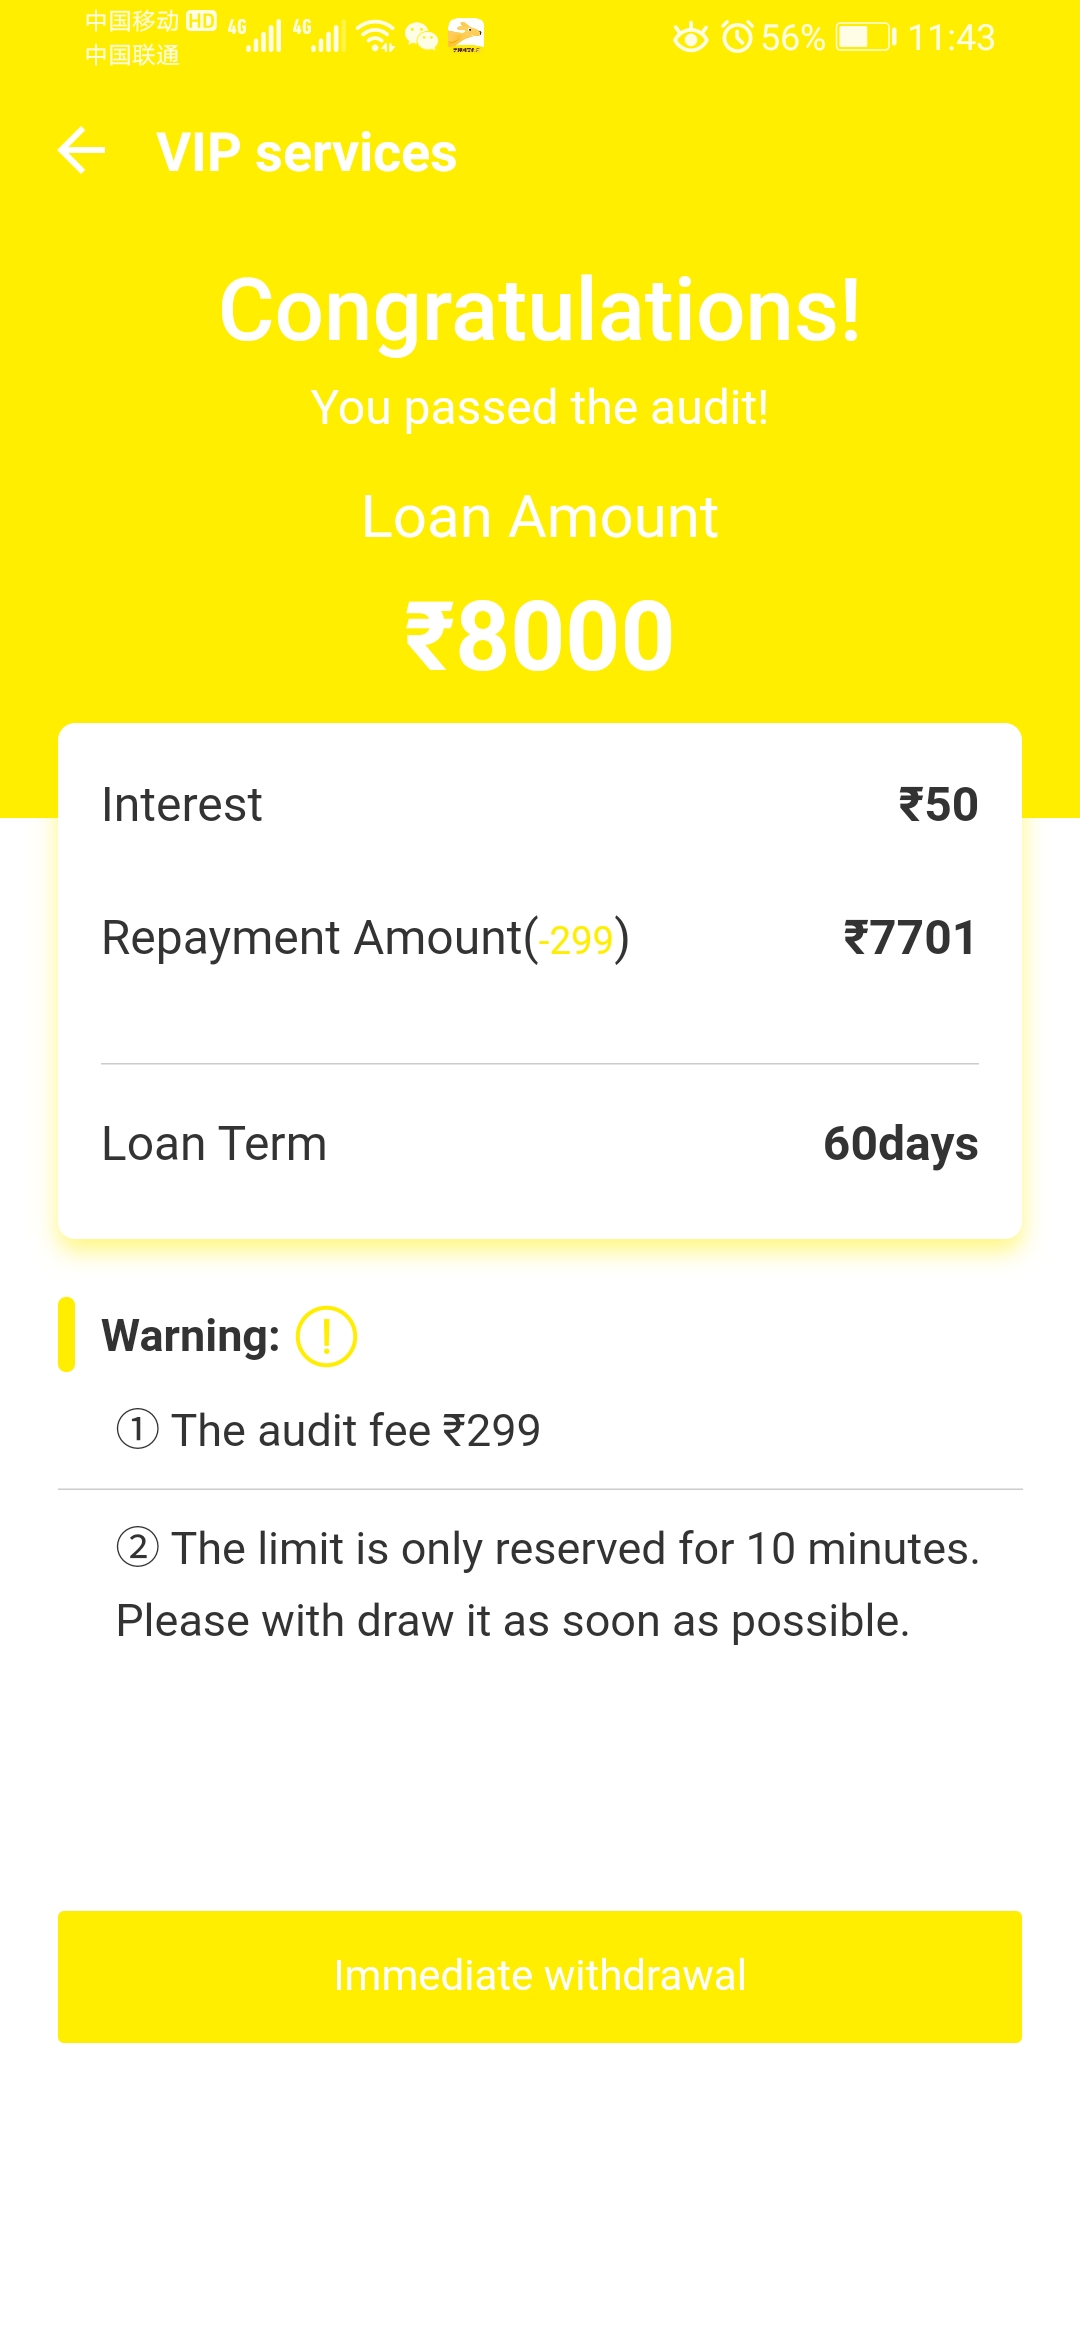 中国移动 HD 4G 4G 56% 11:43
中国联通
VIP services
Congratulations!
You passed the audit!
Loan Amount
₹8000
Interest ₹50
Repayment Amount(-299) ₹7701
Loan Term 60days
Warning: !
① The audit fee ₹299
② The limit is only reserved for 10 minutes.
Please with draw it as soon as possible.
Immediate withdrawal